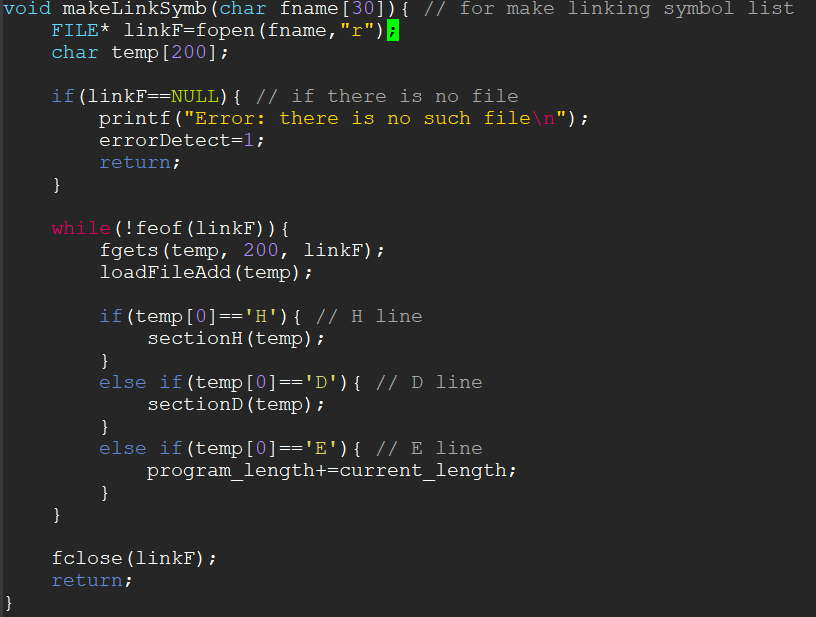 void makeLinkSymb(char fname[30]){ // for make linking symbol list
    FILE* linkF=fopen(fname,"r");
    char temp[200];

    if(linkF==NULL){ // if there is no file
        printf("Error: there is no such file\n");
        errorDetect=1;
        return;
    }

    while(!feof(linkF)){
        fgets(temp, 200, linkF);
        loadFileAdd(temp);

        if(temp[0]=='H'){ // H line
            sectionH(temp);
        }
        else if(temp[0]=='D'){ // D line
            sectionD(temp);
        }
        else if(temp[0]=='E'){ // E line
            program_length+=current_length;
        }
    }

    fclose(linkF);
    return;
}